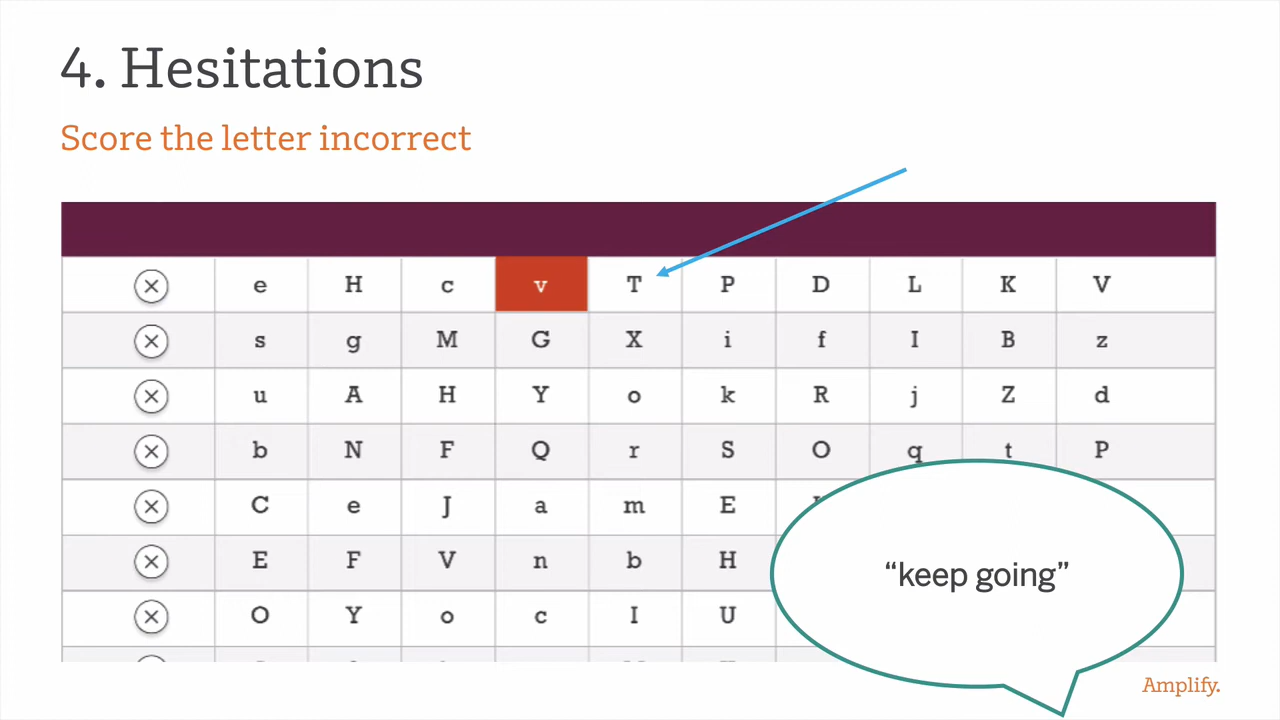 4. Hesitations
Score the letter incorrect
e H c v T P D L K V
s g M G X i f I B z
u A H Y o k R j Z d
b N F Q r S O q t P
C e J a m E
E F V n b H
O Y o c I U
“keep going”
Amplify.